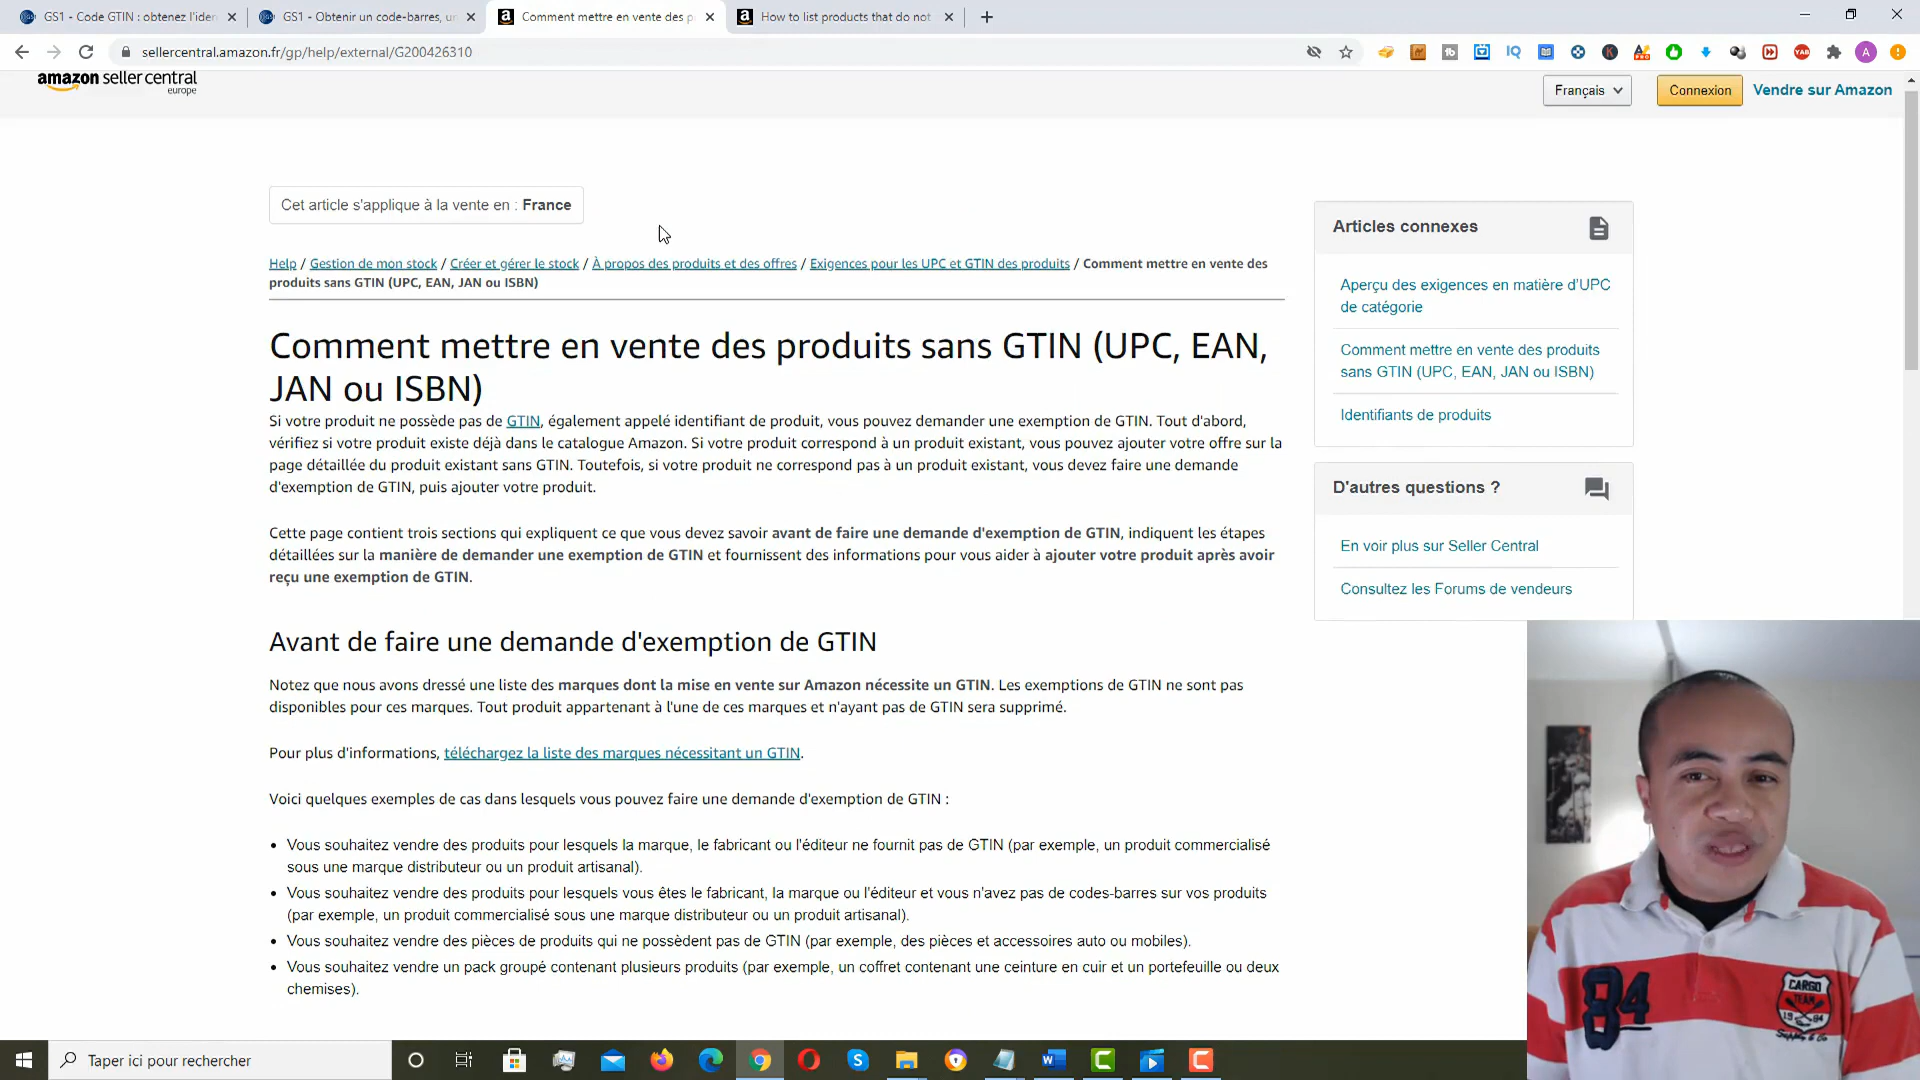 GS1 - Code GTIN : obtenez l'iden
GS1 - Obtenir un code-barres, u
Comment mettre en vente des p
How to list products that do not
sellercentral.amazon.fr/gp/help/external/G200426310
amazon seller central
europe
Français
Connexion
Vendre sur Amazon
Cet article s'applique à la vente en : France
Help / Gestion de mon stock / Créer et gérer le stock / À propos des produits et des offres / Exigences pour les UPC et GTIN des produits / Comment mettre en vente des
produits sans GTIN (UPC, EAN, JAN ou ISBN)
Comment mettre en vente des produits sans GTIN (UPC, EAN,
JAN ou ISBN)
Si votre produit ne possède pas de GTIN, également appelé identifiant de produit, vous pouvez demander une exemption de GTIN. Tout d'abord,
vérifiez si votre produit existe déjà dans le catalogue Amazon. Si votre produit correspond à un produit existant, vous pouvez ajouter votre offre sur la
page détaillée du produit existant sans GTIN. Toutefois, si votre produit ne correspond pas à un produit existant, vous devez faire une demande
d'exemption de GTIN, puis ajouter votre produit.
Cette page contient trois sections qui expliquent ce que vous devez savoir avant de faire une demande d'exemption de GTIN, indiquent les étapes
détaillées sur la manière de demander une exemption de GTIN et fournissent des informations pour vous aider à ajouter votre produit après avoir
reçu une exemption de GTIN.
Avant de faire une demande d'exemption de GTIN
Notez que nous avons dressé une liste des marques dont la mise en vente sur Amazon nécessite un GTIN. Les exemptions de GTIN ne sont pas
disponibles pour ces marques. Tout produit appartenant à l'une de ces marques et n'ayant pas de GTIN sera supprimé.
Pour plus d'informations, téléchargez la liste des marques nécessitant un GTIN.
Voici quelques exemples de cas dans lesquels vous pouvez faire une demande d'exemption de GTIN :
• Vous souhaitez vendre des produits pour lesquels la marque, le fabricant ou l'éditeur ne fournit pas de GTIN (par exemple, un produit commercialisé
sous une marque distributeur ou un produit artisanal).
• Vous souhaitez vendre des produits pour lesquels vous êtes le fabricant, la marque ou l'éditeur et vous n'avez pas de codes-barres sur vos produits
(par exemple, un produit commercialisé sous une marque distributeur ou un produit artisanal).
• Vous souhaitez vendre des pièces de produits qui ne possèdent pas de GTIN (par exemple, des pièces et accessoires auto ou mobiles).
• Vous souhaitez vendre un pack groupé contenant plusieurs produits (par exemple, un coffret contenant une ceinture en cuir et un portefeuille ou deux
chemises).
Articles connexes
Aperçu des exigences en matière d'UPC
de catégorie
Comment mettre en vente des produits
sans GTIN (UPC, EAN, JAN ou ISBN)
Identifiants de produits
D'autres questions ?
En voir plus sur Seller Central
Consultez les Forums de vendeurs
84
CARGO
TEAM
Taper ici pour rechercher